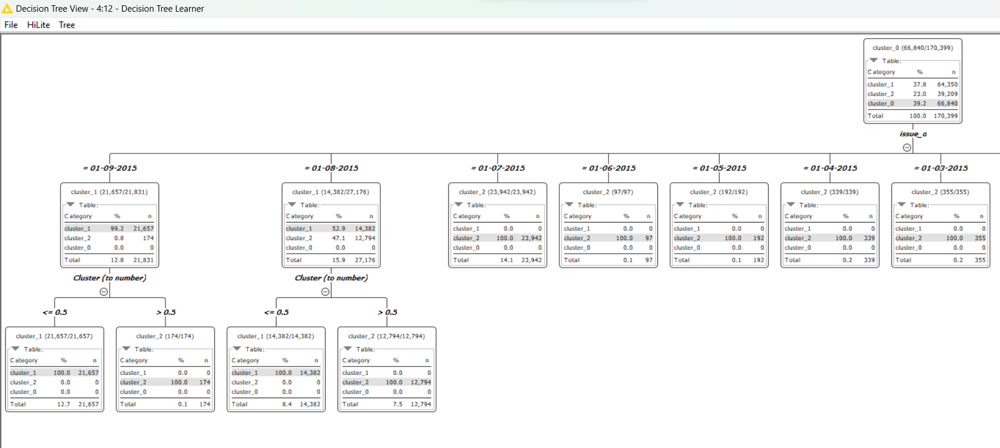 Decision Tree View - 4:12 - Decision Tree Learner
File HiLite Tree
cluster_0 (66,840/170,399)
Table:
Category % n
cluster_1 37.8 64,350
cluster_2 23.0 39,209
cluster_0 39.2 66,840
Total 100.0 170,399
issue_d
= 01-09-2015
cluster_1 (21,657/21,831)
Table:
Category % n
cluster_1 99.2 21,657
cluster_2 0.8 174
cluster_0 0.0 0
Total 12.8 21,831
Cluster (to number)
= 01-08-2015
cluster_1 (14,382/27,176)
Table:
Category % n
cluster_1 52.9 14,382
cluster_2 47.1 12,794
cluster_0 0.0 0
Total 15.9 27,176
Cluster (to number)
= 01-07-2015
cluster_2 (23,942/23,942)
Table:
Category % n
cluster_1 0.0 0
cluster_2 100.0 23,942
cluster_0 0.0 0
Total 14.1 23,942
= 01-06-2015
cluster_2 (97/97)
Table:
Category % n
cluster_1 0.0 0
cluster_2 100.0 97
cluster_0 0.0 0
Total 0.1 97
= 01-05-2015
cluster_2 (192/192)
Table:
Category % n
cluster_1 0.0 0
cluster_2 100.0 192
cluster_0 0.0 0
Total 0.1 192
= 01-04-2015
cluster_2 (339/339)
Table:
Category % n
cluster_1 0.0 0
cluster_2 100.0 339
cluster_0 0.0 0
Total 0.2 339
= 01-03-2015
cluster_2 (355/355)
Table:
Category % n
cluster_1 0.0 0
cluster_2 100.0 355
cluster_0 0.0 0
Total 0.2 355
<= 0.5
cluster_1 (21,657/21,657)
Table:
Category % n
cluster_1 100.0 21,657
cluster_2 0.0 0
cluster_0 0.0 0
Total 12.7 21,657
> 0.5
cluster_2 (174/174)
Table:
Category % n
cluster_1 0.0 0
cluster_2 100.0 174
cluster_0 0.0 0
Total 0.1 174
<= 0.5
cluster_1 (14,382/14,382)
Table:
Category % n
cluster_1 100.0 14,382
cluster_2 0.0 0
cluster_0 0.0 0
Total 8.4 14,382
> 0.5
cluster_2 (12,794/12,794)
Table:
Category % n
cluster_1 0.0 0
cluster_2 100.0 12,794
cluster_0 0.0 0
Total 7.5 12,794